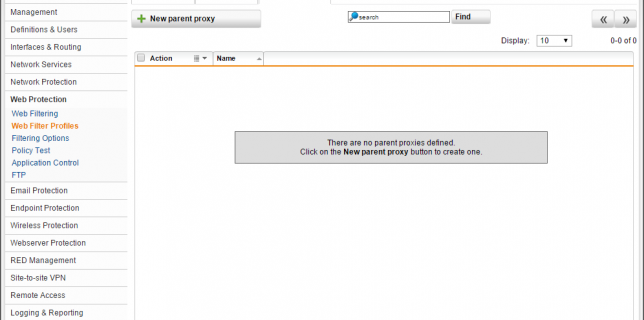 Management
Definitions & Users
Interfaces & Routing
Network Services
Network Protection
Web Protection
Web Filtering
Web Filter Profiles
Filtering Options
Policy Test
Application Control
FTP
Email Protection
Endpoint Protection
Wireless Protection
Webserver Protection
RED Management
Site-to-site VPN
Remote Access
Logging & Reporting
+ New parent proxy
search
Find
« »
Display: 10 0-0 of 0
Action Name
There are no parent proxies defined.
Click on the New parent proxy button to create one.